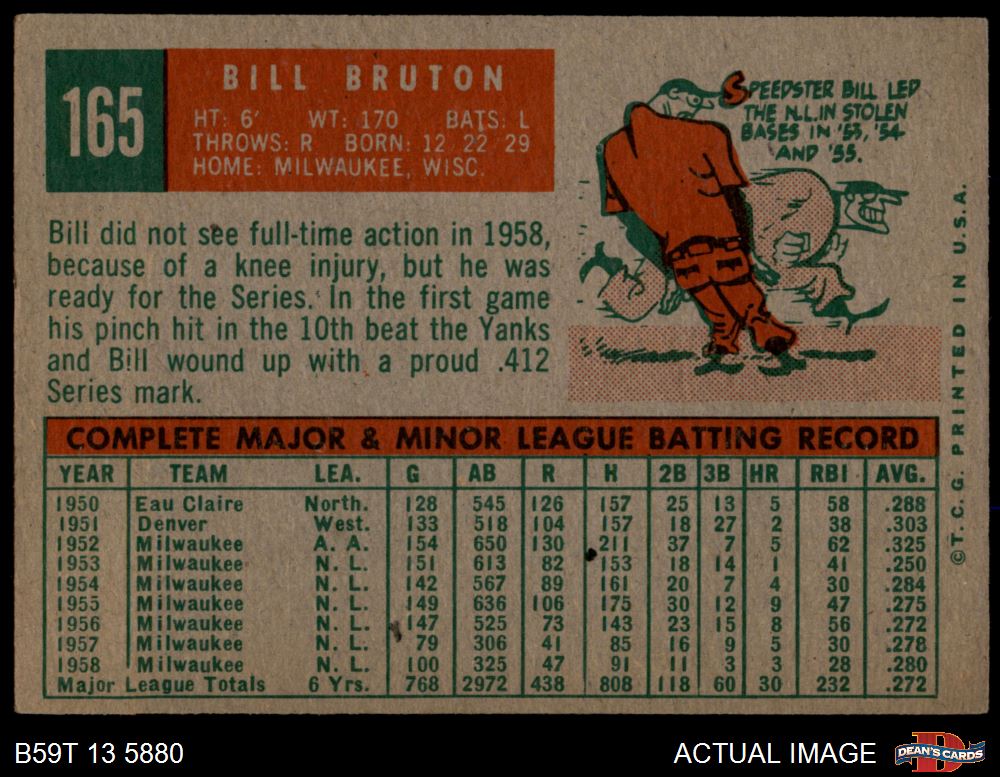 165
BILL BRUTON
HT: 6' WT: 170 BATS: L
THROWS: R BORN: 12 22 29
HOME: MILWAUKEE, WISC.
SPEEDSTER BILL LED
THE N.L. IN STOLEN
BASES IN '53, '54
AND '55.
Bill did not see full-time action in 1958,
because of a knee injury, but he was
ready for the Series. In the first game
his pinch hit in the 10th beat the Yanks
and Bill wound up with a proud .412
Series mark.
COMPLETE MAJOR & MINOR LEAGUE BATTING RECORD
YEAR TEAM LEA. G AB R H 2B 3B HR RBI AVG.
1950 Eau Claire North. 128 545 126 157 25 13 5 58 .288
1951 Denver West. 133 518 104 157 18 27 2 38 .303
1952 Milwaukee A. A. 154 650 130 211 37 7 5 62 .325
1953 Milwaukee N. L. 151 613 82 153 18 14 1 41 .250
1954 Milwaukee N. L. 142 567 89 161 20 7 4 30 .284
1955 Milwaukee N. L. 149 636 106 175 30 12 9 47 .275
1956 Milwaukee N. L. 147 525 73 143 23 15 8 56 .272
1957 Milwaukee N. L. 79 306 41 85 16 9 5 30 .278
1958 Milwaukee N. L. 100 325 47 91 11 3 3 28 .280
Major League Totals 6 Yrs. 768 2972 438 808 118 60 30 232 .272
©T. C. G. PRINTED IN U.S.A.
B59T 13 5880
ACTUAL IMAGE
DEAN'S CARDS